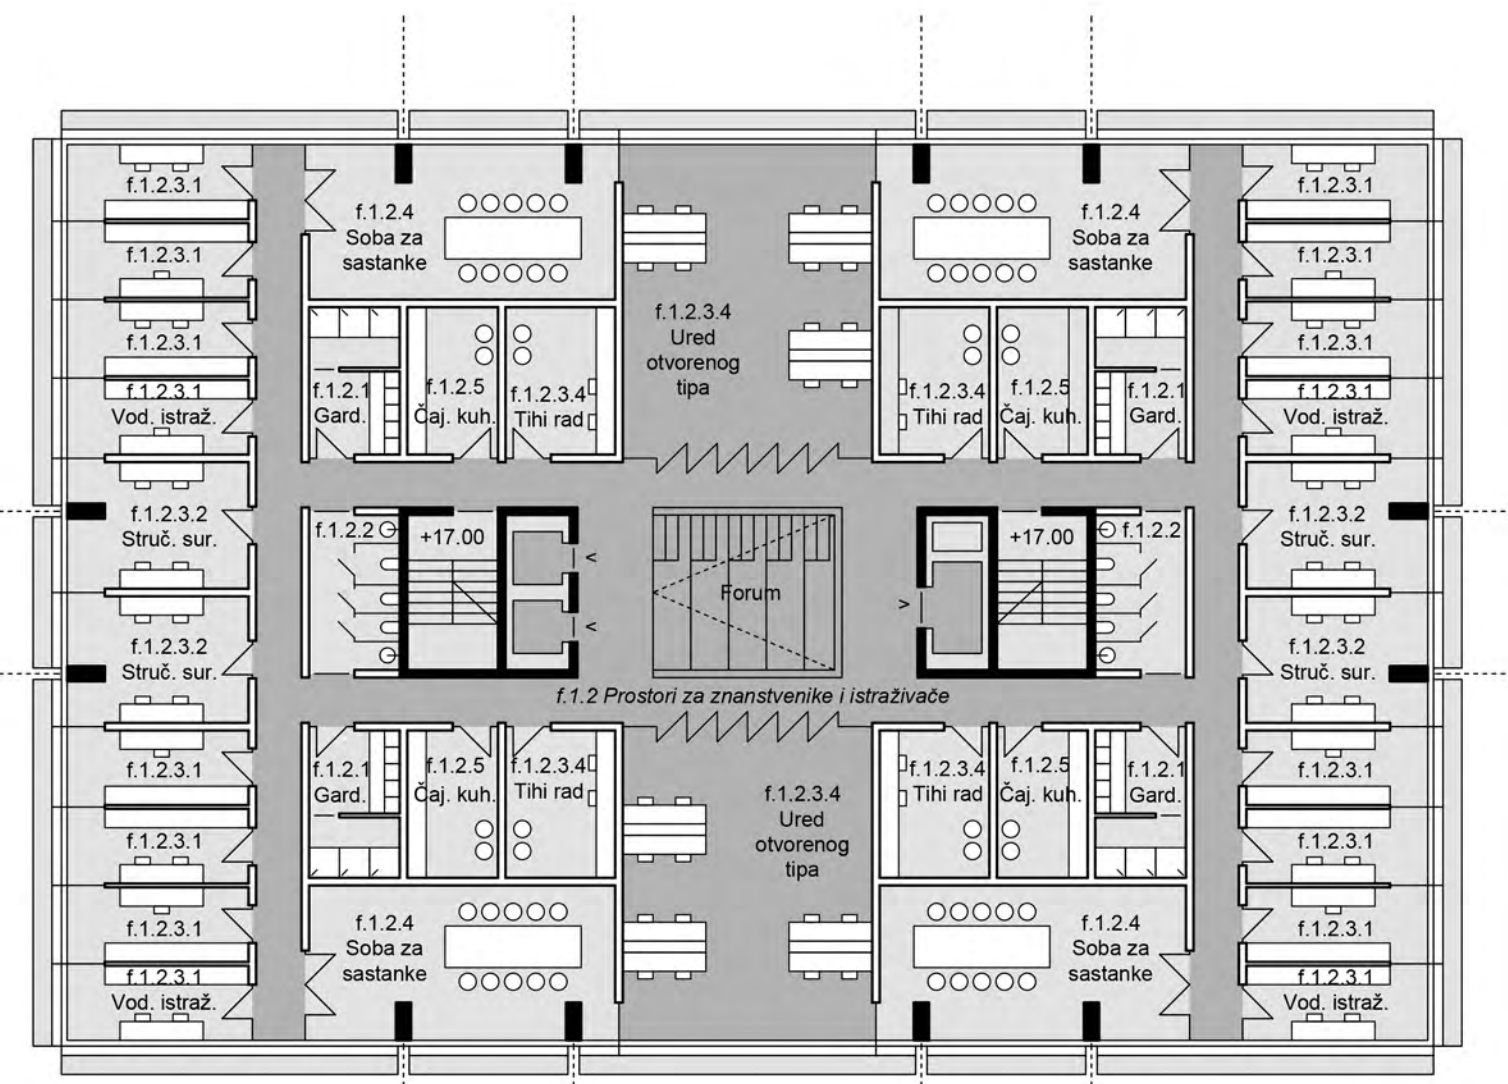 f.1.2.3.1
f.1.2.3.1
f.1.2.4
Soba za
sastanke
f.1.2.4
Soba za
sastanke
f.1.2.3.1
f.1.2.3.1
f.1.2.3.4
Ured
otvorenog
tipa
f.1.2.3.1
f.1.2.3.1
f.1.2.3.1
Vod. istraž.
f.1.2.1
Gard.
f.1.2.5
Čaj. kuh.
f.1.2.3.4
Tihi rad
f.1.2.3.4
Tihi rad
f.1.2.5
Čaj. kuh.
f.1.2.1
Gard.
f.1.2.3.1
Vod. istraž.
f.1.2.3.2
Struč. sur.
f.1.2.2
+17.00
<
<
Forum
>
+17.00
f.1.2.2
f.1.2.3.2
Struč. sur.
f.1.2.3.2
Struč. sur.
f.1.2.3.2
Struč. sur.
f.1.2 Prostori za znanstvenike i istraživače
f.1.2.3.1
f.1.2.1
Gard.
f.1.2.5
Čaj. kuh.
f.1.2.3.4
Tihi rad
f.1.2.3.4
Ured
otvorenog
tipa
f.1.2.3.4
Tihi rad
f.1.2.5
Čaj. kuh.
f.1.2.1
Gard.
f.1.2.3.1
f.1.2.3.1
f.1.2.3.1
f.1.2.3.1
f.1.2.4
Soba za
sastanke
f.1.2.4
Soba za
sastanke
f.1.2.3.1
f.1.2.3.1
Vod. istraž.
f.1.2.3.1
Vod. istraž.